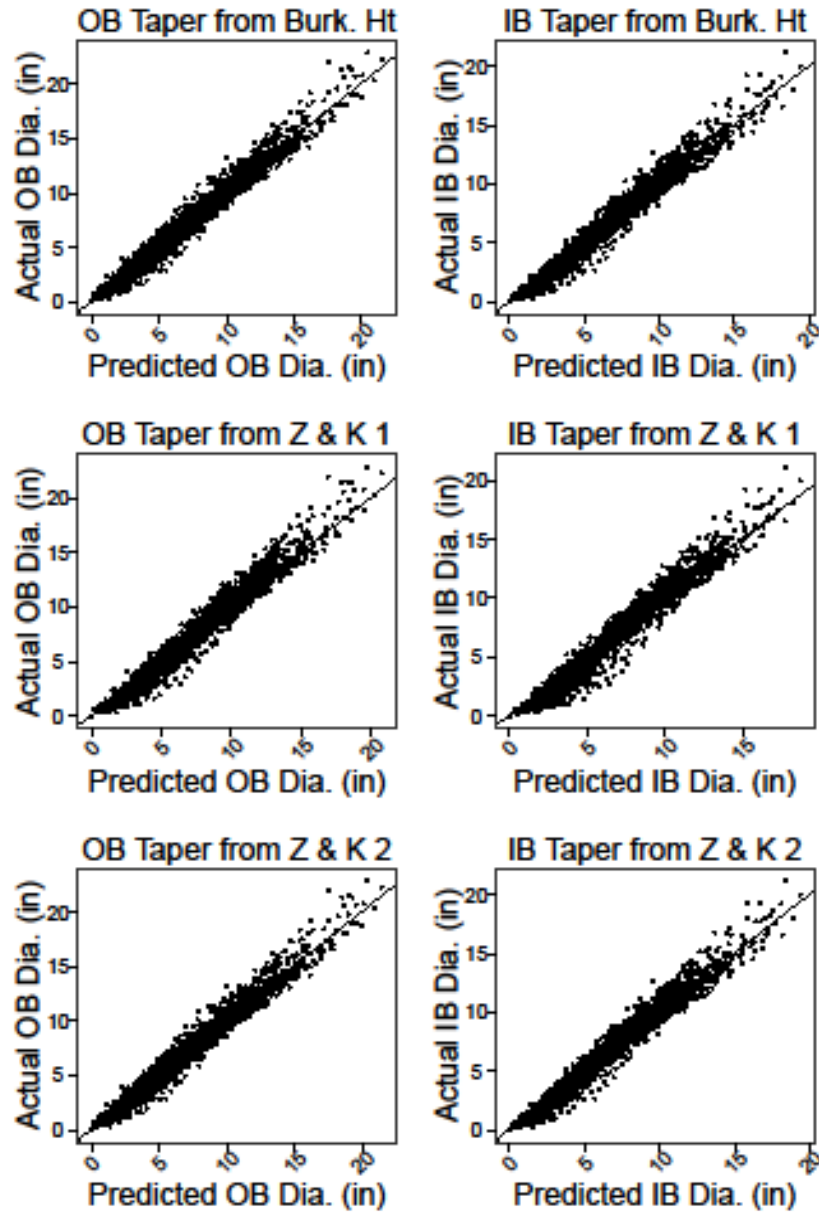 OB Taper from Burk. Ht
Actual OB Dia. (in)
20
15
10
5
0
0 5 10 15 20
Predicted OB Dia. (in)
IB Taper from Burk. Ht
Actual IB Dia. (in)
20
15
10
5
0
0 5 10 15 20
Predicted IB Dia. (in)
OB Taper from Z & K 1
Actual OB Dia. (in)
20
15
10
5
0
0 5 10 15 20
Predicted OB Dia. (in)
IB Taper from Z & K 1
Actual IB Dia. (in)
20
15
10
5
0
0 5 10 15
Predicted IB Dia. (in)
OB Taper from Z & K 2
Actual OB Dia. (in)
20
15
10
5
0
0 5 10 15 20
Predicted OB Dia. (in)
IB Taper from Z & K 2
Actual IB Dia. (in)
20
15
10
5
0
0 5 10 15 20
Predicted IB Dia. (in)